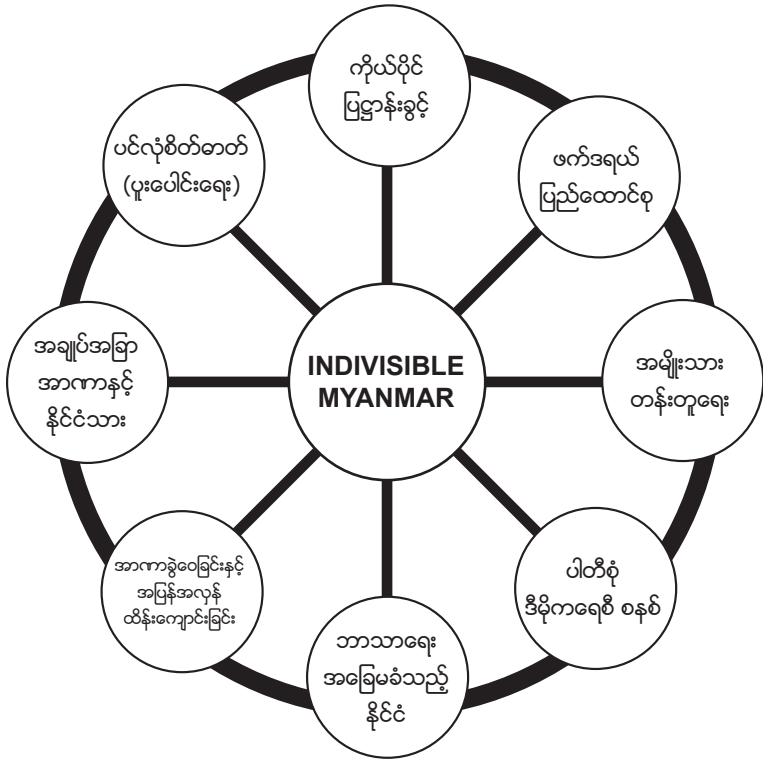 ကိုယ်ပိုင်
ပြဋ္ဌာန်းခွင့်
ဖက်ဒရယ်
ပြည်ထောင်စု
အမျိုးသား
တန်းတူရေး
ပါတီစုံ
ဒီမိုကရေစီ စနစ်
ဘာသာရေး
အခြေမခံသည့်
နိုင်ငံ
အာဏာခွဲဝေခြင်းနှင့်
အပြန်အလှန်
ထိန်းကျောင်းခြင်း
အချုပ်အခြာ
အာဏာနှင့်
နိုင်ငံသား
ပင်လုံစိတ်ဓာတ်
(ပူးပေါင်းရေး)
INDIVISIBLE
MYANMAR